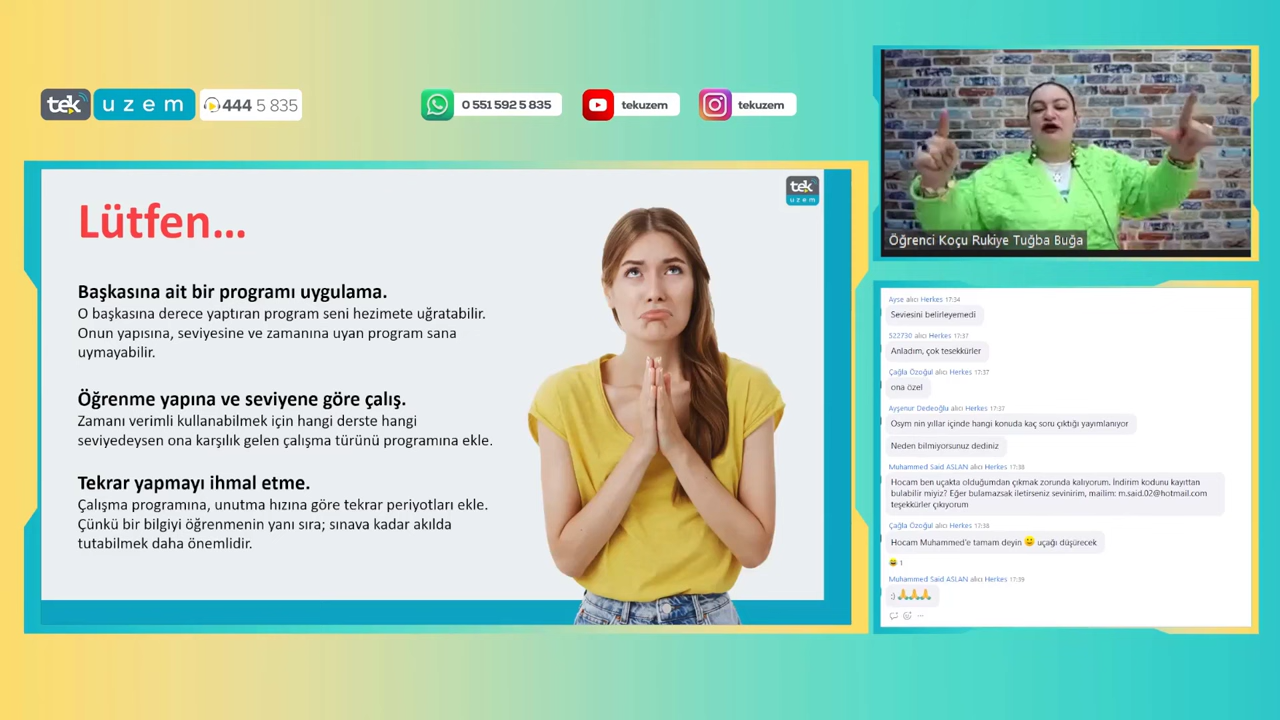 tek uzem 444 5 835
0 551 592 5 835
tekuzem
tekuzem
tek
uzem
Lütfen...
Başkasına ait bir programı uygulama.
O başkasına derece yaptıran program seni hezimete uğratabilir.
Onun yapısına, seviyesine ve zamanına uyan program sana
uymayabilir.
Öğrenme yapına ve seviyene göre çalış.
Zamanı verimli kullanabilmek için hangi derste hangi
seviyedeysen ona karşılık gelen çalışma türünü programına ekle.
Tekrar yapmayı ihmal etme.
Çalışma programına, unutma hızına göre tekrar periyotları ekle.
Çünkü bir bilgiyi öğrenmenin yanı sıra; sınava kadar akılda
tutabilmek daha önemlidir.
Öğrenci Koçu Rukiye Tuğba Buğa
Ayse alıcı Herkes 17:34
Seviesini belirleyemedi
522730 alıcı Herkes 17:37
Anladım, çok tesekkürler
Çağla Özoğul alıcı Herkes 17:37
ona özel
Ayşenur Dedeoğlu alıcı Herkes 17:37
Osym nin yıllar içinde hangi konuda kaç soru çıktığı yayımlanıyor
Neden bilmiyorsunuz dediniz
Muhammed Said ASLAN alıcı Herkes 17:38
Hocam ben uçakta olduğumdan çıkmak zorunda kalıyorum. İndirim kodunu kayıttan
bulabilir miyiz? Eğer bulamazsak iletirseniz sevinirim, mailim: m.said.02@hotmail.com
teşekkürler çıkıyorum
Çağla Özoğul alıcı Herkes 17:38
Hocam Muhammed'e tamam deyin 😀 uçağı düşürecek
😄 1
Muhammed Said ASLAN alıcı Herkes 17:39
:) 🙏🙏🙏